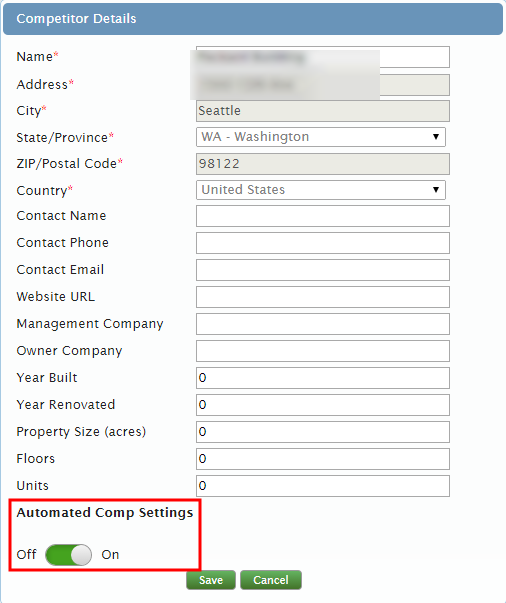 Competitor Details
Name*
Address*
City* Seattle
State/Province* WA - Washington
ZIP/Postal Code* 98122
Country* United States
Contact Name
Contact Phone
Contact Email
Website URL
Management Company
Owner Company
Year Built 0
Year Renovated 0
Property Size (acres) 0
Floors 0
Units 0
Automated Comp Settings
Off On
Save Cancel